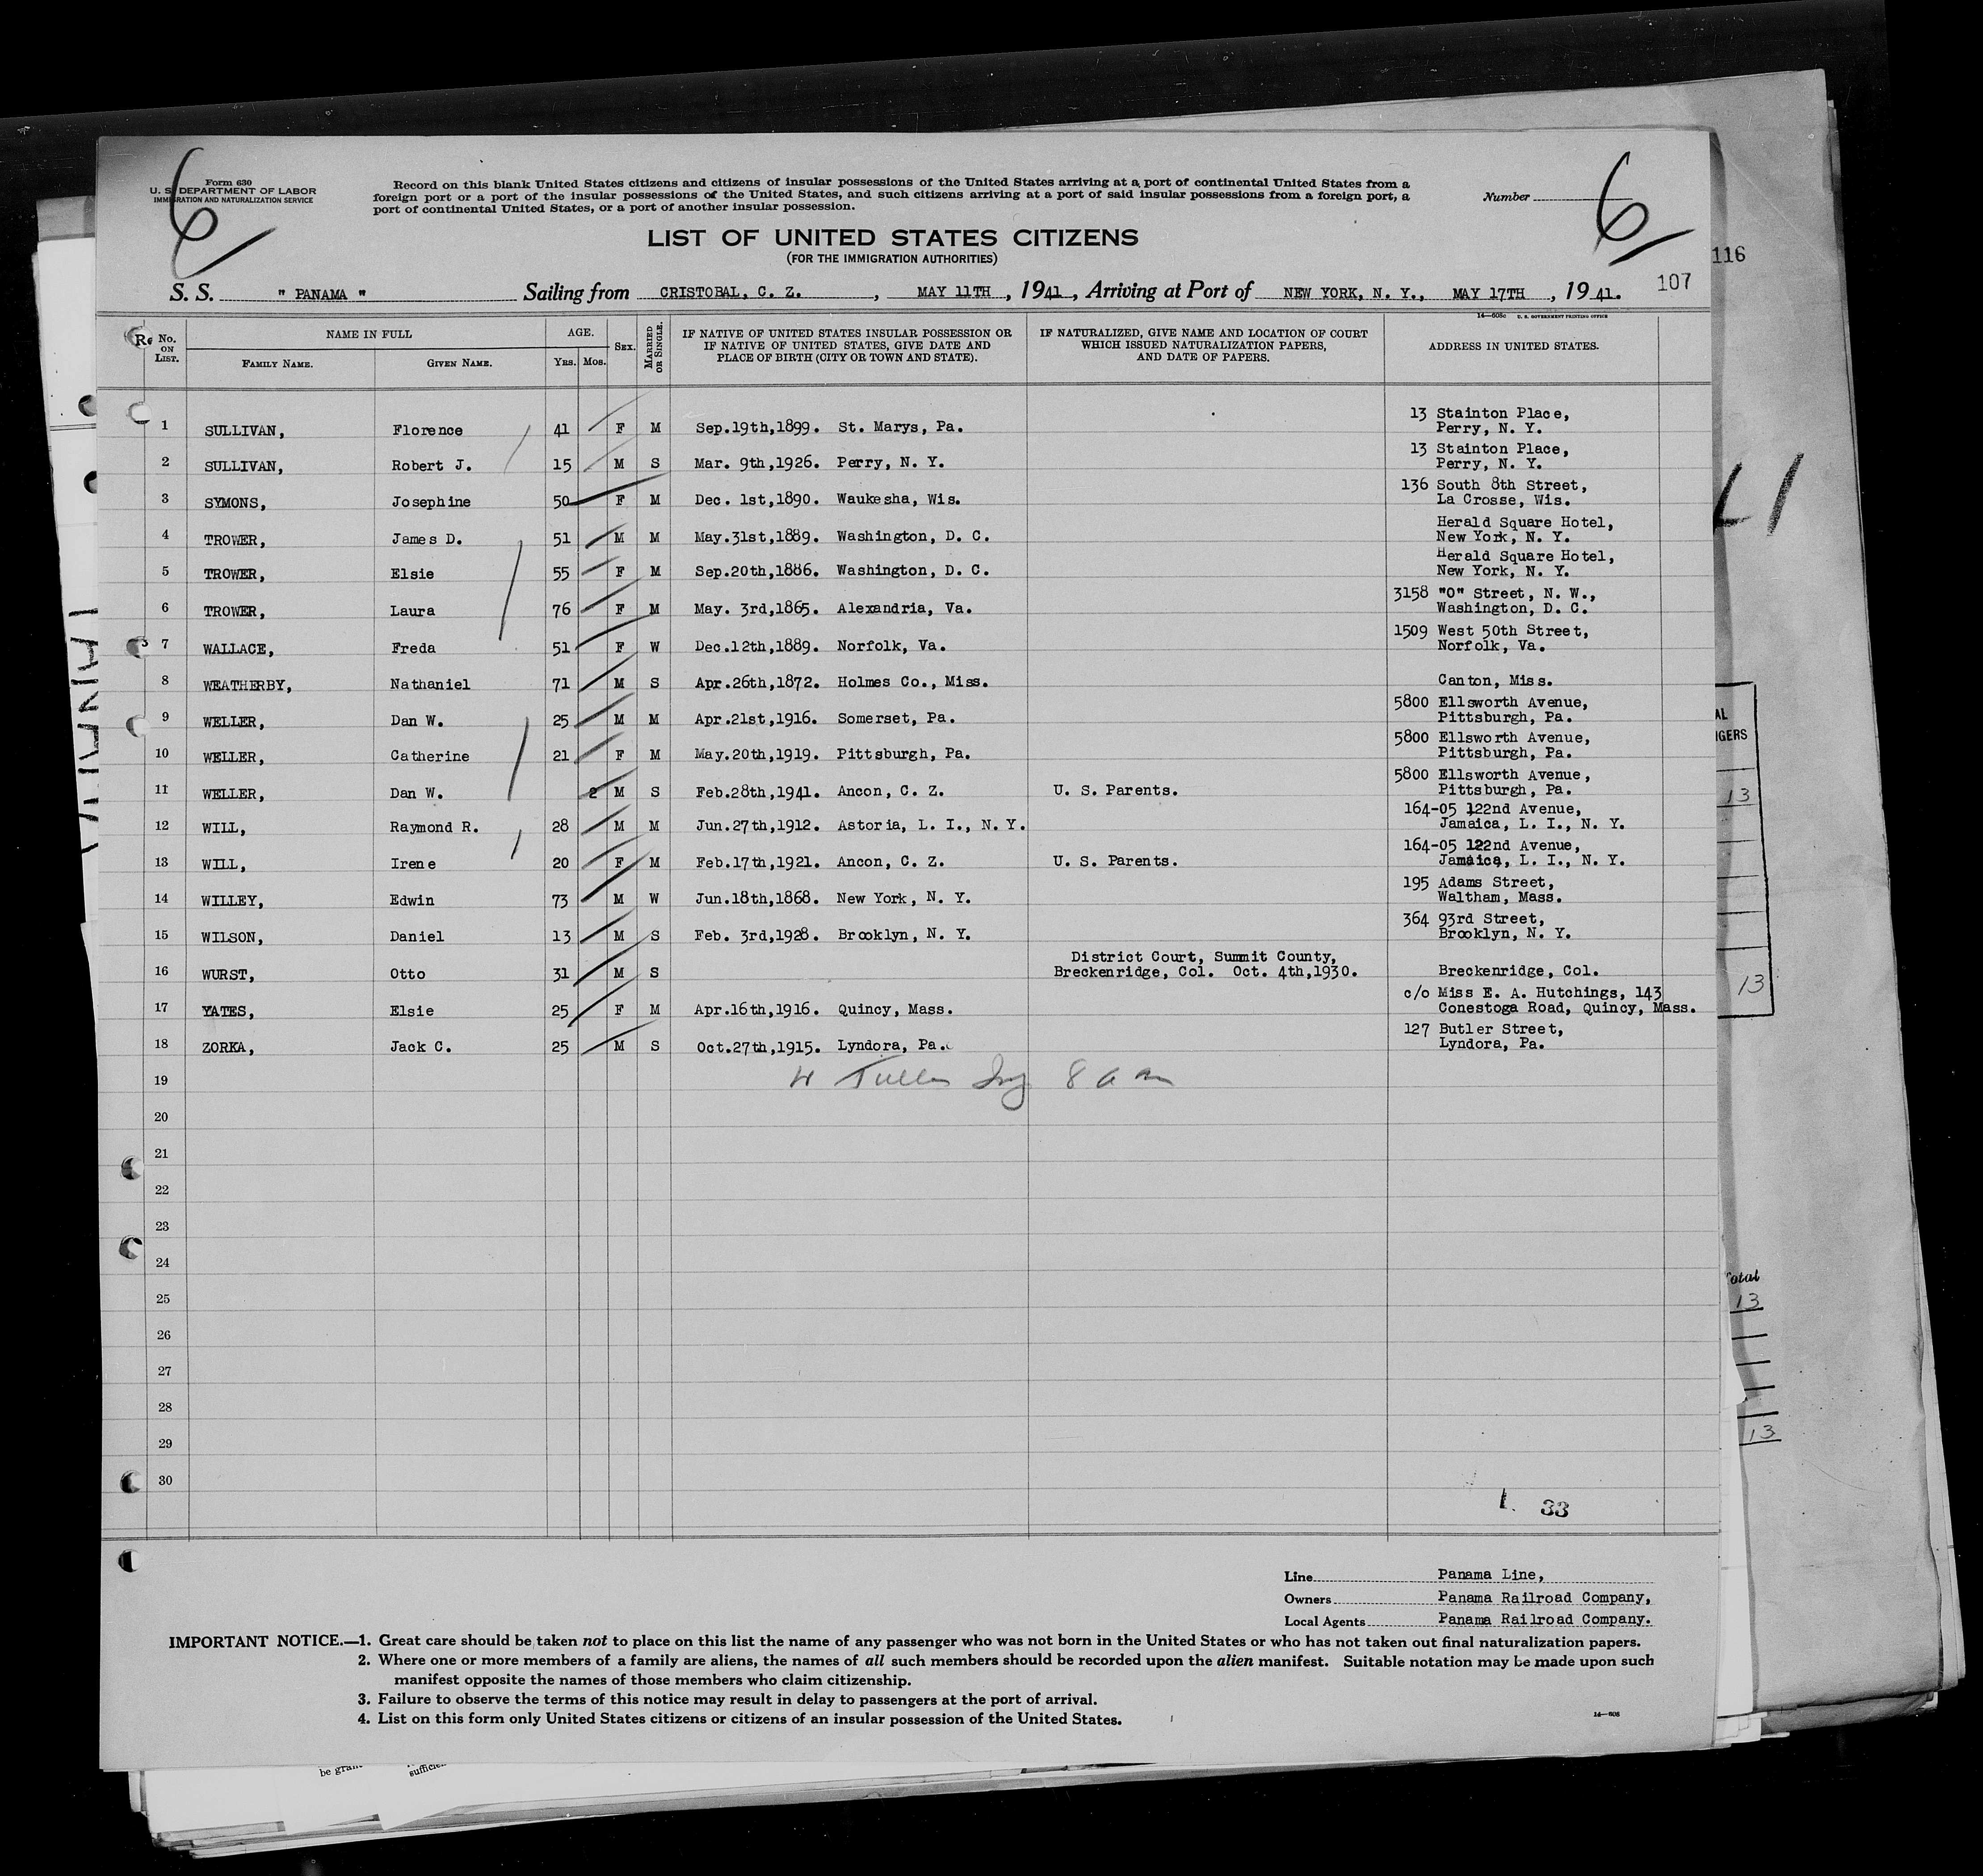 Form 630
U. S. DEPARTMENT OF LABOR
IMMIGRATION AND NATURALIZATION SERVICE
6
Record on this blank United States citizens and citizens of insular possessions of the United States arriving at a port of continental United States from a
foreign port or a port of the insular possessions of the United States, and such citizens arriving at a port of said insular possessions from a foreign port, a
port of continental United States, or a port of another insular possession.
Number
6
116
LIST OF UNITED STATES CITIZENS
(FOR THE IMMIGRATION AUTHORITIES)
S. S. " PANAMA " Sailing from CRISTOBAL, C. Z., MAY 11TH, 1941, Arriving at Port of NEW YORK, N. Y., MAY 17TH, 1941.
107
14—608c U. S. GOVERNMENT PRINTING OFFICE
No. ON LIST. NAME IN FULL FAMILY NAME. GIVEN NAME. AGE. YRS. MOS. SEX. MARRIED OR SINGLE. IF NATIVE OF UNITED STATES INSULAR POSSESSION OR IF NATIVE OF UNITED STATES, GIVE DATE AND PLACE OF BIRTH (CITY OR TOWN AND STATE). IF NATURALIZED, GIVE NAME AND LOCATION OF COURT WHICH ISSUED NATURALIZATION PAPERS, AND DATE OF PAPERS. ADDRESS IN UNITED STATES.
1 SULLIVAN, Florence 41 F M Sep.19th,1899. St. Marys, Pa. 13 Stainton Place, Perry, N. Y.
2 SULLIVAN, Robert J. 15 M S Mar. 9th,1926. Perry, N. Y. 13 Stainton Place, Perry, N. Y.
3 SYMONS, Josephine 50 F M Dec. 1st,1890. Waukesha, Wis. 136 South 8th Street, La Crosse, Wis.
4 TROWER, James D. 51 M M May.31st,1889. Washington, D. C. Herald Square Hotel, New York, N. Y.
5 TROWER, Elsie 55 F M Sep.20th,1886. Washington, D. C. Herald Square Hotel, New York, N. Y.
6 TROWER, Laura 76 F M May. 3rd,1865. Alexandria, Va. 3158 "O" Street, N. W., Washington, D. C.
7 WALLACE, Freda 51 F W Dec.12th,1889. Norfolk, Va. 1509 West 50th Street, Norfolk, Va.
8 WEATHERBY, Nathaniel 71 M S Apr.26th,1872. Holmes Co., Miss. Canton, Miss.
9 WELLER, Dan W. 25 M M Apr.21st,1916. Somerset, Pa. 5800 Ellsworth Avenue, Pittsburgh, Pa.
10 WELLER, Catherine 21 F M May.20th,1919. Pittsburgh, Pa. 5800 Ellsworth Avenue, Pittsburgh, Pa.
11 WELLER, Dan W. 2 M S Feb.28th,1941. Ancon, C. Z. U. S. Parents. 5800 Ellsworth Avenue, Pittsburgh, Pa.
12 WILL, Raymond R. 28 M M Jun.27th,1912. Astoria, L. I., N. Y. 164-05 122nd Avenue, Jamaica, L. I., N. Y.
13 WILL, Irene 20 F M Feb.17th,1921. Ancon, C. Z. U. S. Parents. 164-05 122nd Avenue, Jamaica, L. I., N. Y.
14 WILLEY, Edwin 73 M W Jun.18th,1868. New York, N. Y. 195 Adams Street, Waltham, Mass.
15 WILSON, Daniel 13 M S Feb. 3rd,1928. Brooklyn, N. Y. 364 93rd Street, Brooklyn, N. Y.
16 WURST, Otto 31 M S District Court, Summit County, Breckenridge, Col. Oct. 4th,1930. Breckenridge, Col.
17 YATES, Elsie 25 F M Apr.16th,1916. Quincy, Mass. c/o Miss E. A. Hutchings, 143 Conestoga Road, Quincy, Mass.
18 ZORKA, Jack C. 25 M S Oct.27th,1915. Lyndora, Pa. 127 Butler Street, Lyndora, Pa.
19
20
21
22
23
24
25
26
27
28
29
30
33
Line Panama Line,
Owners Panama Railroad Company,
Local Agents Panama Railroad Company.
IMPORTANT NOTICE.—1. Great care should be taken not to place on this list the name of any passenger who was not born in the United States or who has not taken out final naturalization papers.
2. Where one or more members of a family are aliens, the names of all such members should be recorded upon the alien manifest. Suitable notation may be made upon such
manifest opposite the names of those members who claim citizenship.
3. Failure to observe the terms of this notice may result in delay to passengers at the port of arrival.
4. List on this form only United States citizens or citizens of an insular possession of the United States.
14—608
13
13
Total
13
13